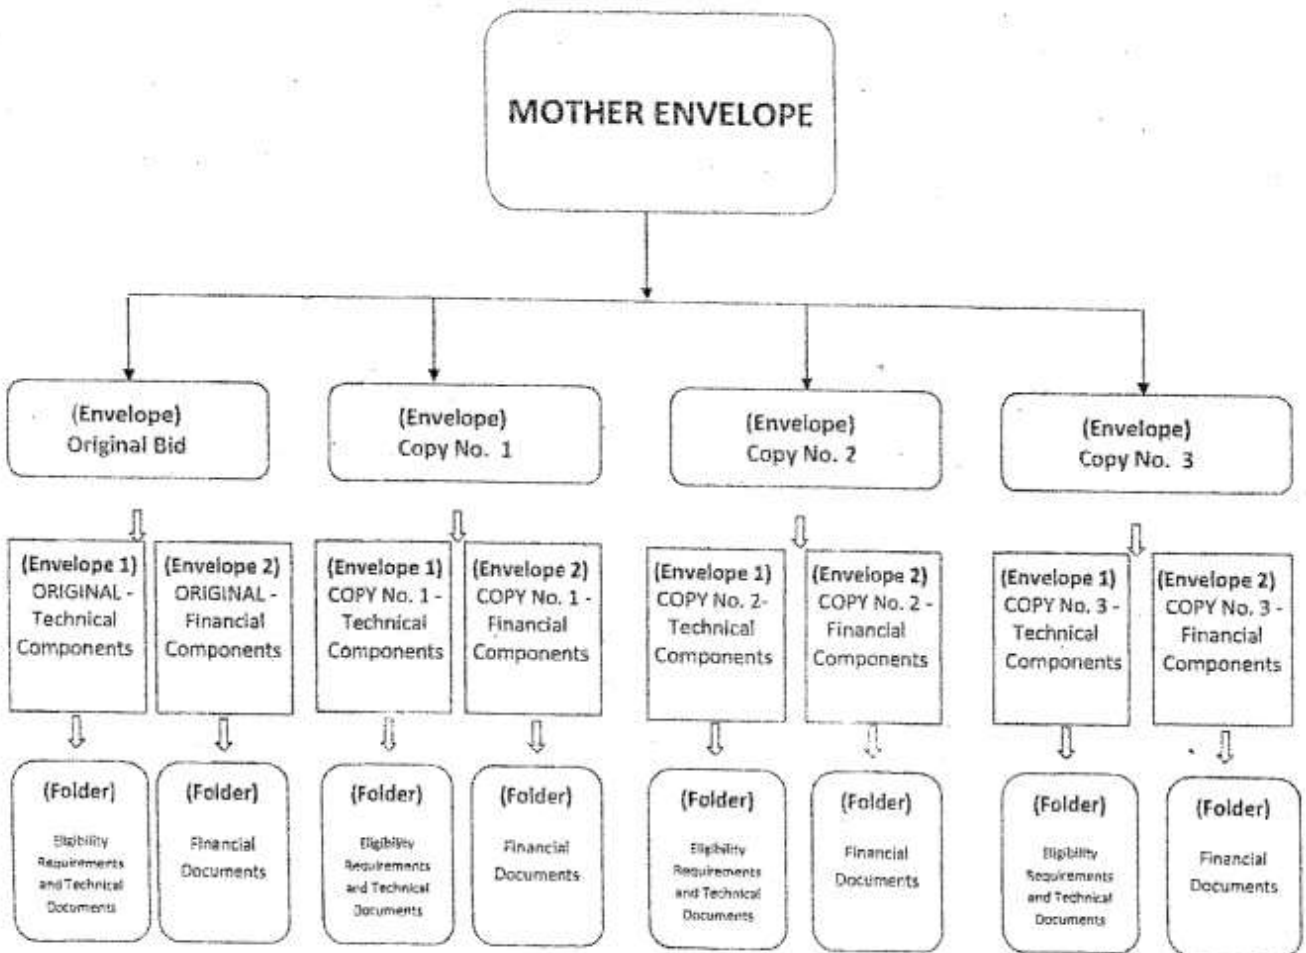 MOTHER ENVELOPE
(Envelope)
Original Bid
(Envelope)
Copy No. 1
(Envelope)
Copy No. 2
(Envelope)
Copy No. 3
(Envelope 1)
ORIGINAL -
Technical
Components
(Envelope 2)
ORIGINAL -
Financial
Components
(Envelope 1)
COPY No. 1 -
Technical
Components
(Envelope 2)
COPY No. 1 -
Financial
Components
(Envelope 1)
COPY No. 2-
Technical
Components
(Envelope 2)
COPY No. 2 -
Financial
Components
(Envelope 1)
COPY No. 3 -
Technical
Components
(Envelope 2)
COPY No. 3 -
Financial
Components
(Folder)
Eligibility
Requirements
and Technical
Documents
(Folder)
Financial
Documents
(Folder)
Eligibility
Requirements
and Technical
Documents
(Folder)
Financial
Documents
(Folder)
Eligibility
Requirements
and Technical
Documents
(Folder)
Financial
Documents
(Folder)
Eligibility
Requirements
and Technical
Documents
(Folder)
Financial
Documents